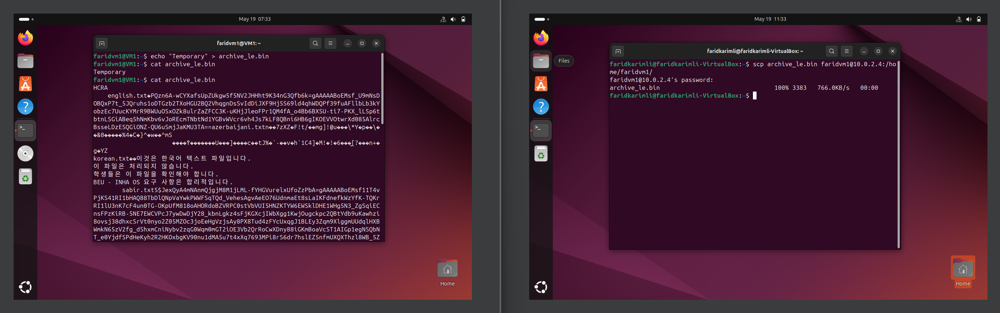 May 19 07:33
faridvm1@VM1: ~
faridvm1@VM1:~$ echo "Temporary" > archive_le.bin
faridvm1@VM1:~$ cat archive_le.bin
Temporary
faridvm1@VM1:~$ cat archive_le.bin
HCRA
english.txt�PQzn6A-wCYXafsUpZUkgw5f5NV2JHHht9K34nG3Qfb6k=gAAAAABoEMsf_U9mNsD
OBQxP7t_5JQruhs1oDTGzb2TXoHGU2BQ2VhqgnDsSvIdDiJXF9Hj5S69ld4qhWDQPf39fuAFllbLb3kY
obzEc7UucKYMrR9BWUuOSxOZk8ulrZaZFCC3K-uKHjJleoFPr1QM4fA_o4Bb6BXSU-ti7-PKX_lLSp6t
btnLSGiABeq5hNmKbv6vJoREcmTNbtNd1YGBvWVcr6vh4Js7kLF8QBni6HB6gIKOEVVOtwrXd085Alrc
BsseLDzESQGiONZ-QU6uSmjJaKMU3TA==azerbaijani.txtn��7zXZ�F!t/��mg]!@u���\*Y�p��\�
�&0�����%4�C�}^�w��^mS
g�YZ
korean.txt��이것은 한국어 텍스트 파일입니다.
이 파일은 처리되지 않습니다.
학생들은 이 파일을 확인해야 합니다.
BEU - INHA OS 요구 사항은 합리적입니다.
sabir.txt5$JexQyA4mNAnmQjgjM8M1jLML-fYHGVurelxUfoZzPbA=gAAAAABoEMsf11T4v
PjKS41RI1bHAQ88TbDlQNpVaYwkPWWFSqTQd_VehesAgvAeEO76UdnmaEt8sLaIKFdnefkWzYfK-TQKr
RI1lU3nK7cF4un0TG-OKpUfM818oAHORdoBZVRPC0stVbVUI5HNZKTYW6EWSklDHE1WHg5N3_ZgSqiEC
nsFPzKiRB-5NE7EWCVPcJ7ywDwDjY28_kbnLgkz4sFjKGXcjIWbXgg1KwjOugckpc2QBtYdb9uKawhzi
8ovsj38dhxcSrVt0nyo2Z05MZOc3joEeHgVzjsAy8PX8Tud4zFYcUxqgJ1BLEy3Zqm9XlggmUUdqlHXB
WmkN65zV2fg_dShxmCniNybv2zqG0Wqm0mGT2iOE3Vb2QrRoCwXDny88iGKmBoaVcST1AIGp1egNSQbN
T_e0YjdfSPdHeKyh2R2HKOxbgKV90nu1dMA5u7t4xXq7693MPi8rS6dr7hslEZ5nfmUXQXThzl8WB_5Z
Home
May 19 11:33
Files
faridkarimli@faridkarimli-VirtualBox: ~
faridkarimli@faridkarimli-VirtualBox:~$ scp archive_le.bin faridvm1@10.0.2.4:/ho
me/faridvm1/
faridvm1@10.0.2.4's password:
archive_le.bin 100% 3383 766.0KB/s 00:00
faridkarimli@faridkarimli-VirtualBox:~$
Home